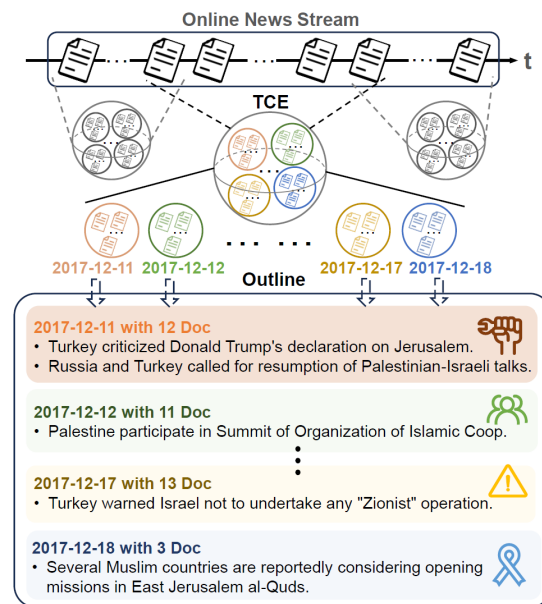 Online News Stream
t
TCE
2017-12-11 2017-12-12 2017-12-17 2017-12-18
Outline
2017-12-11 with 12 Doc
• Turkey criticized Donald Trump's declaration on Jerusalem.
• Russia and Turkey called for resumption of Palestinian-Israeli talks.
2017-12-12 with 11 Doc
• Palestine participate in Summit of Organization of Islamic Coop.
2017-12-17 with 13 Doc
• Turkey warned Israel not to undertake any "Zionist" operation.
2017-12-18 with 3 Doc
• Several Muslim countries are reportedly considering opening
missions in East Jerusalem al-Quds.